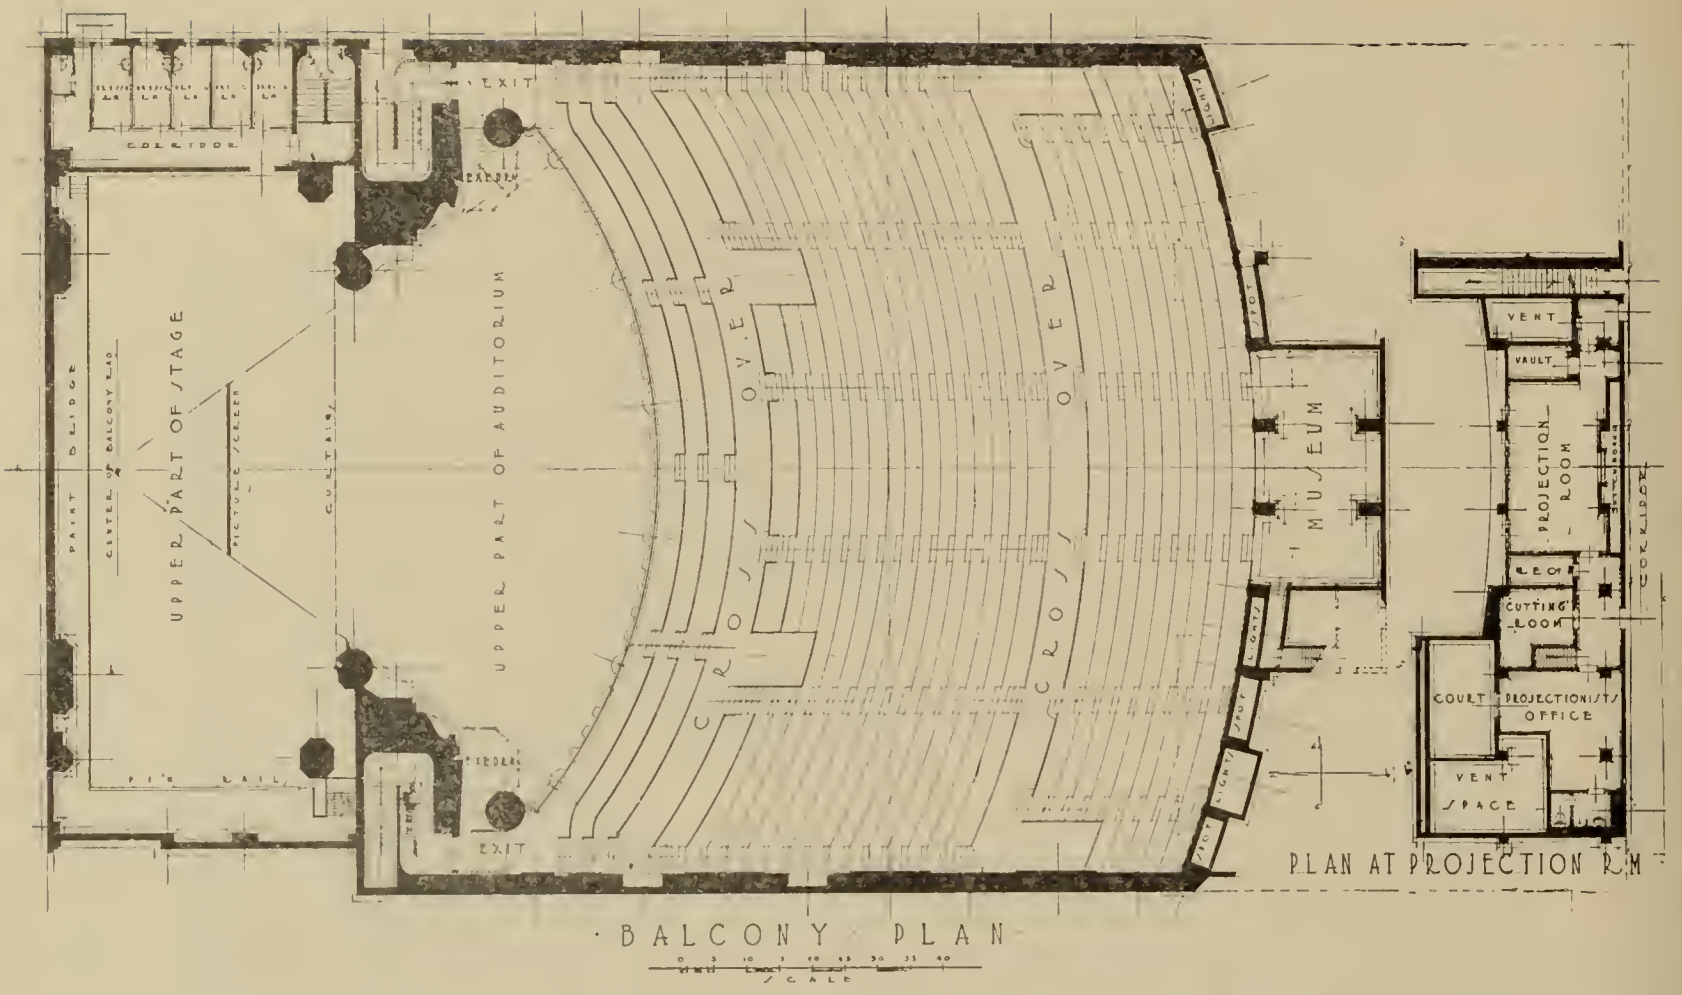 EXIT
LIGHTS
CORRIDOR
EXEDRA
PAINT BRIDGE
CENTER OF BALCONY RAD
UPPER PART OF STAGE
PICTURE SCREEN
CURTAIN
UPPER PART OF AUDITORIUM
CROSS OVER
CROSS OVER
SPOT
MUSEUM
LIGHTS
SPOT
LIGHTS
SPOT
EXEDRA
EXIT
PIN RAIL
VENT
VAULT
PROJECTION
ROOM
SWITCHBOARD
CORRIDOR
CUTTING
ROOM
COURT
PROJECTIONISTS
OFFICE
VENT
SPACE
PLAN AT PROJECTION RM
BALCONY PLAN
SCALE